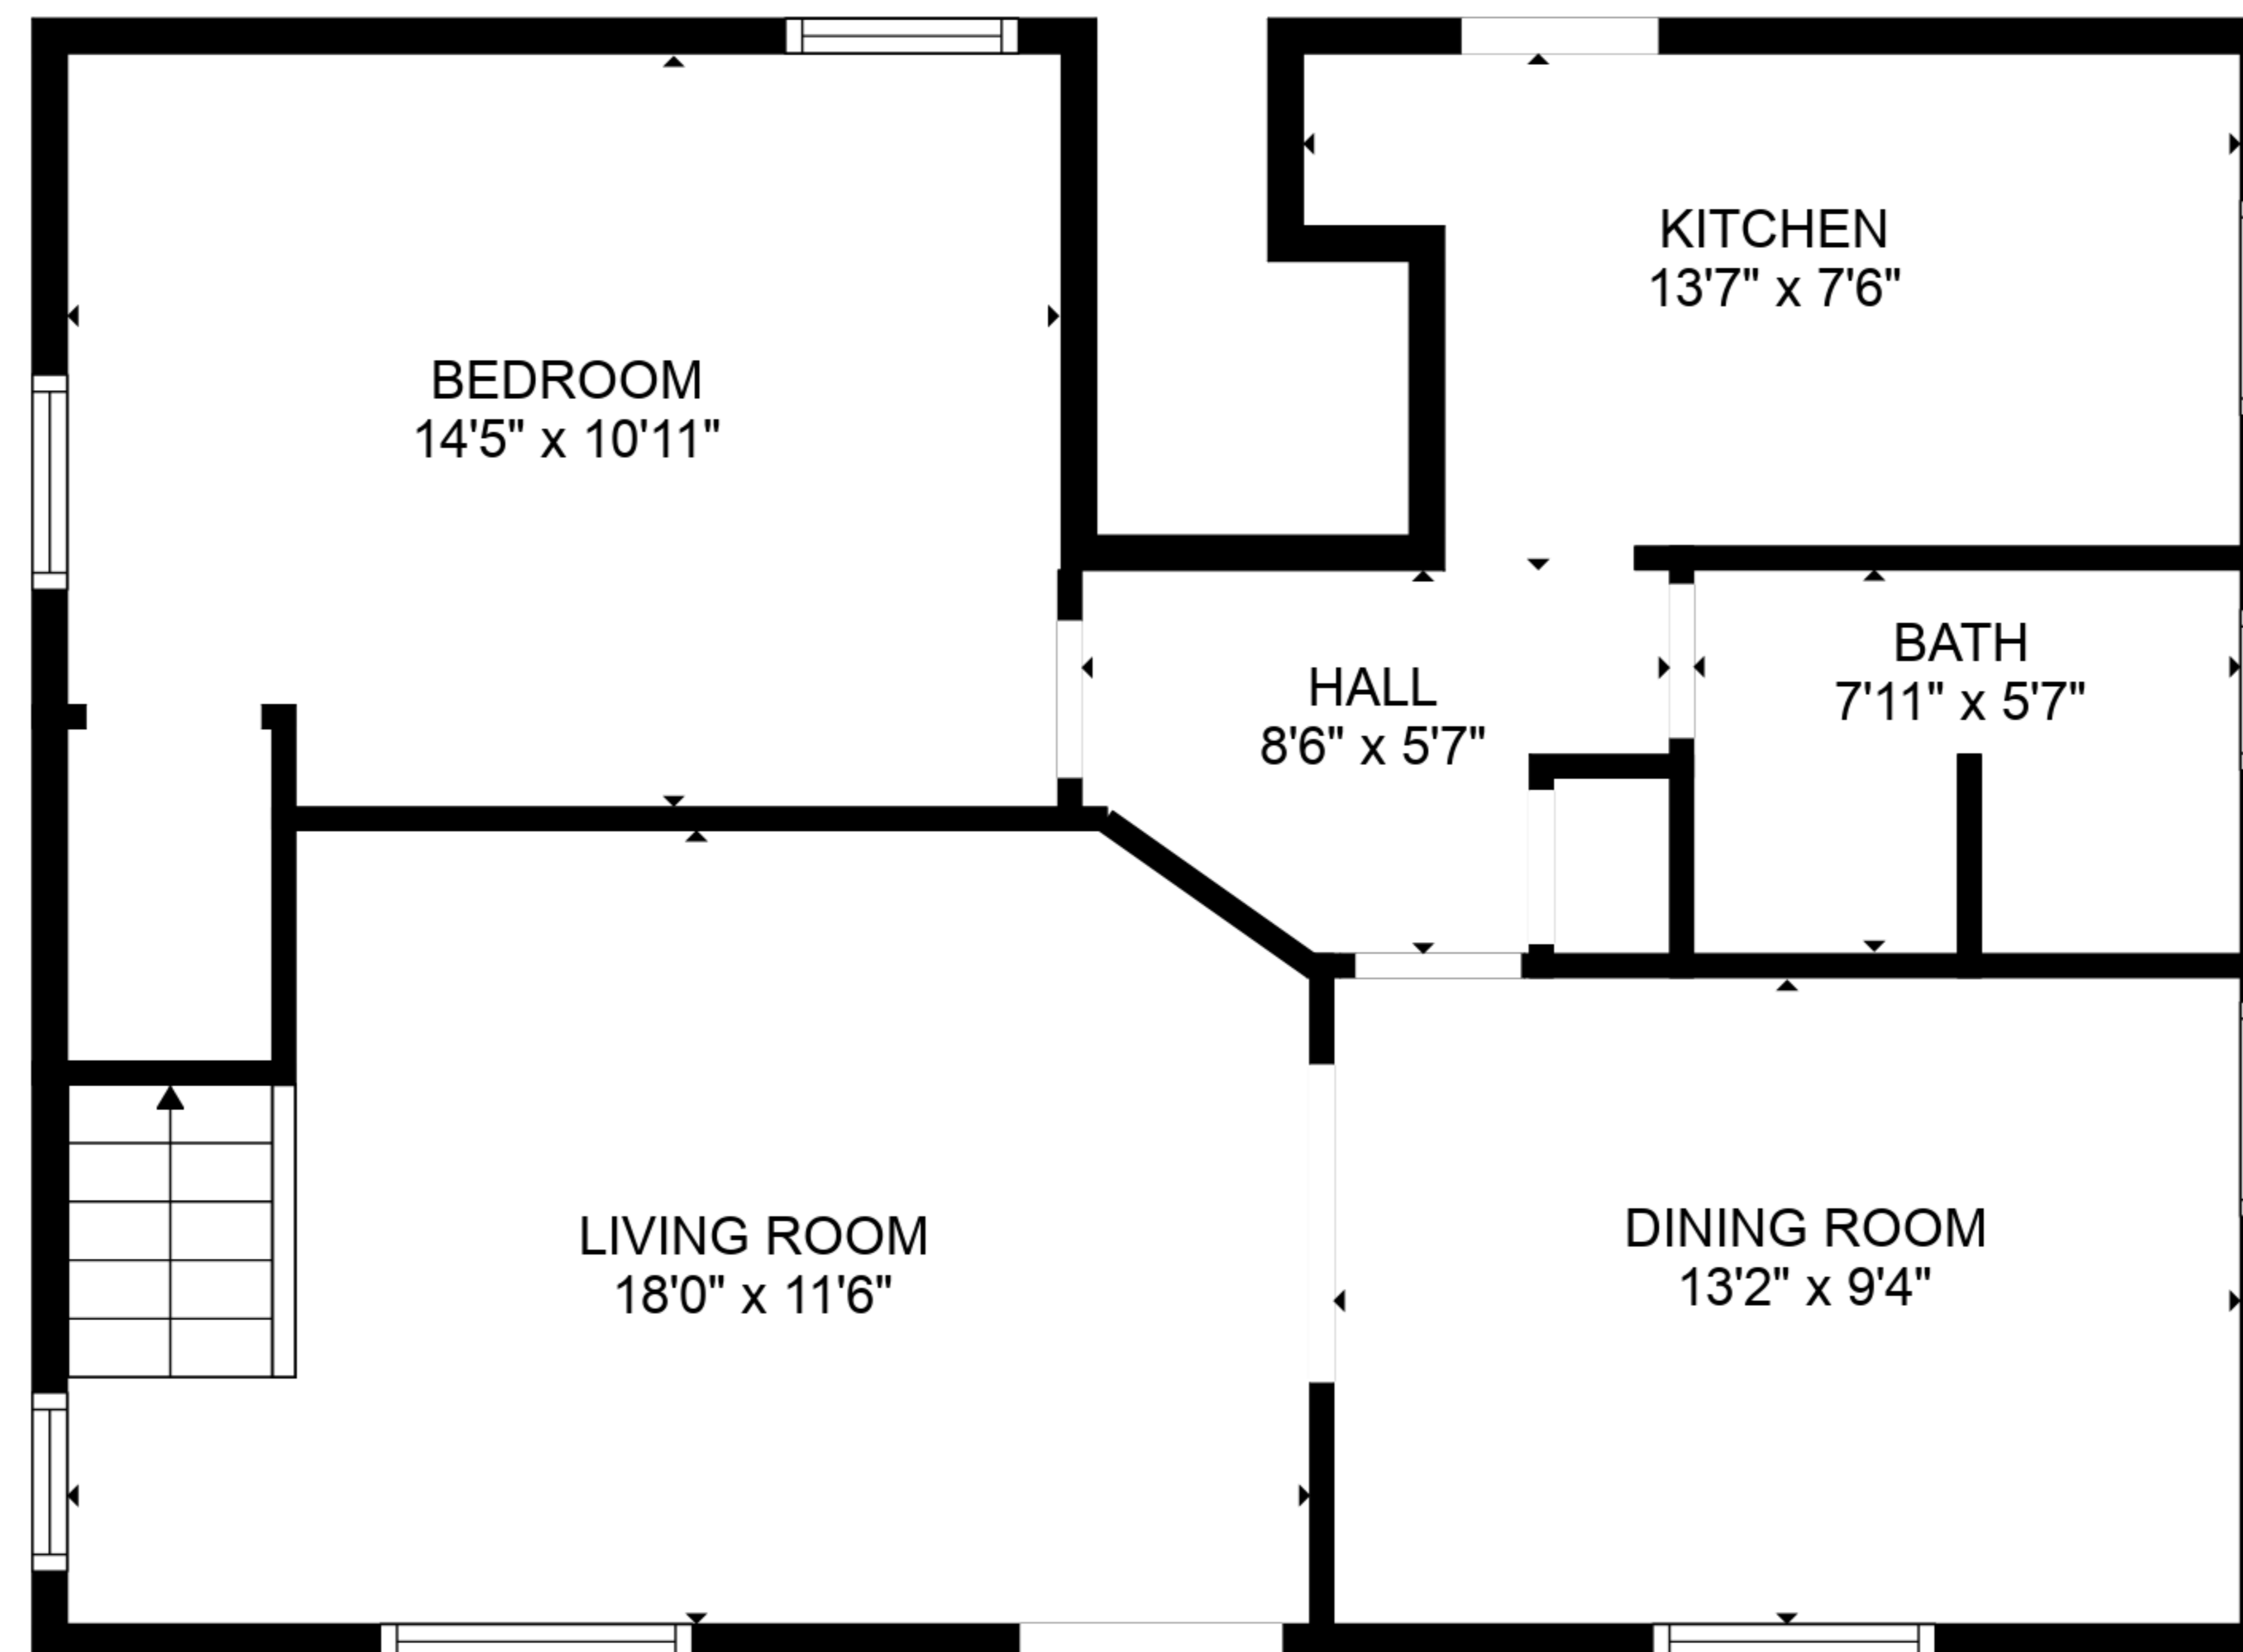 KITCHEN
13'7" x 7'6"
BEDROOM
14'5" x 10'11"
BATH
7'11" x 5'7"
HALL
8'6" x 5'7"
LIVING ROOM
18'0" x 11'6"
DINING ROOM
13'2" x 9'4"